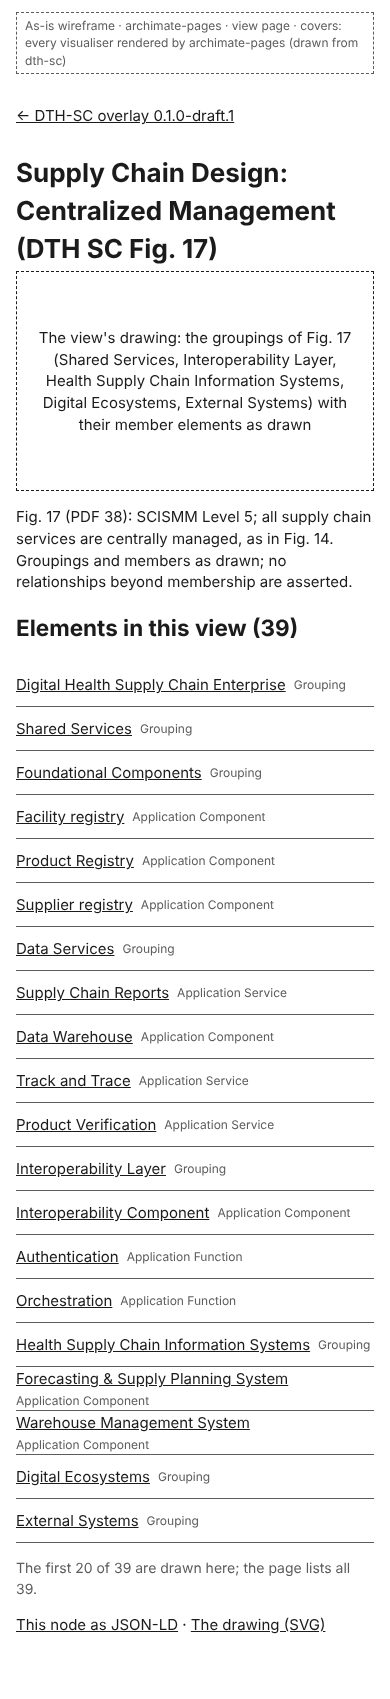 As-is wireframe · archimate-pages · view page · covers:
every visualiser rendered by archimate-pages (drawn from
dth-sc)
← DTH-SC overlay 0.1.0-draft.1
Supply Chain Design:
Centralized Management
(DTH SC Fig. 17)
The view's drawing: the groupings of Fig. 17
(Shared Services, Interoperability Layer,
Health Supply Chain Information Systems,
Digital Ecosystems, External Systems) with
their member elements as drawn
Fig. 17 (PDF 38): SCISMM Level 5; all supply chain
services are centrally managed, as in Fig. 14.
Groupings and members as drawn; no
relationships beyond membership are asserted.
Elements in this view (39)
Digital Health Supply Chain Enterprise Grouping
Shared Services Grouping
Foundational Components Grouping
Facility registry Application Component
Product Registry Application Component
Supplier registry Application Component
Data Services Grouping
Supply Chain Reports Application Service
Data Warehouse Application Component
Track and Trace Application Service
Product Verification Application Service
Interoperability Layer Grouping
Interoperability Component Application Component
Authentication Application Function
Orchestration Application Function
Health Supply Chain Information Systems Grouping
Forecasting & Supply Planning System
Application Component
Warehouse Management System
Application Component
Digital Ecosystems Grouping
External Systems Grouping
The first 20 of 39 are drawn here; the page lists all
39.
This node as JSON-LD · The drawing (SVG)